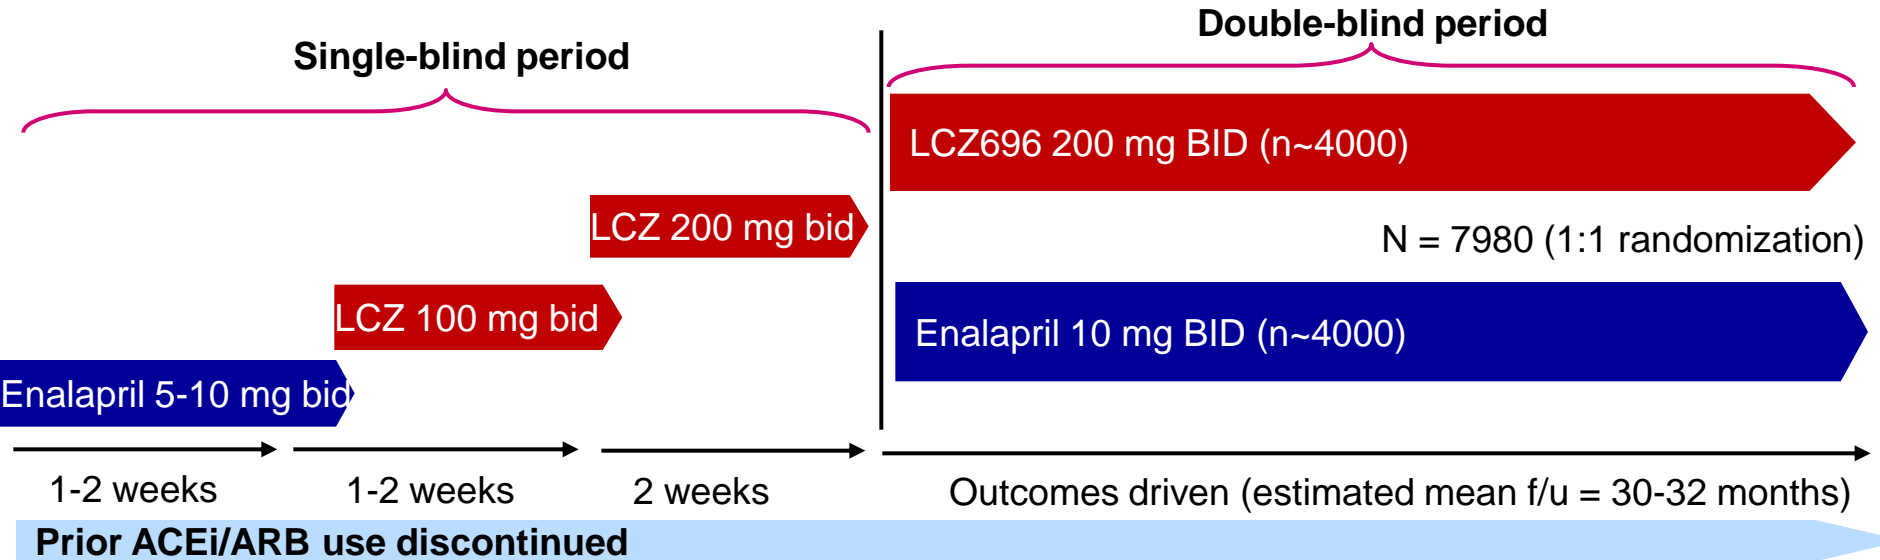 Single-blind period
Double-blind period
LCZ696 200 mg BID (n~4000)
LCZ 200 mg bid
N = 7980 (1:1 randomization)
LCZ 100 mg bid
Enalapril 10 mg BID (n~4000)
Enalapril 5-10 mg bid
1-2 weeks
1-2 weeks
2 weeks
Outcomes driven (estimated mean f/u = 30-32 months)
Prior ACEi/ARB use discontinued